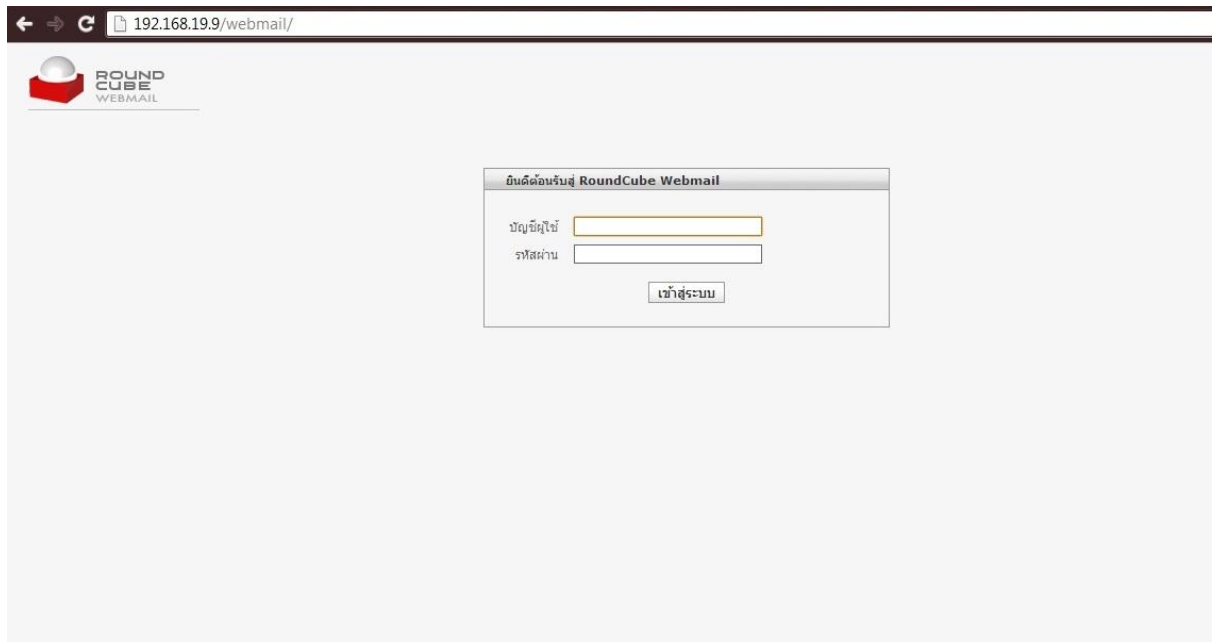 192.168.19.9/webmail/
ROUND
CUBE
WEBMAIL
ยินดีต้อนรับสู่ RoundCube Webmail
บัญชีผู้ใช้
รหัสผ่าน
เข้าสู่ระบบ